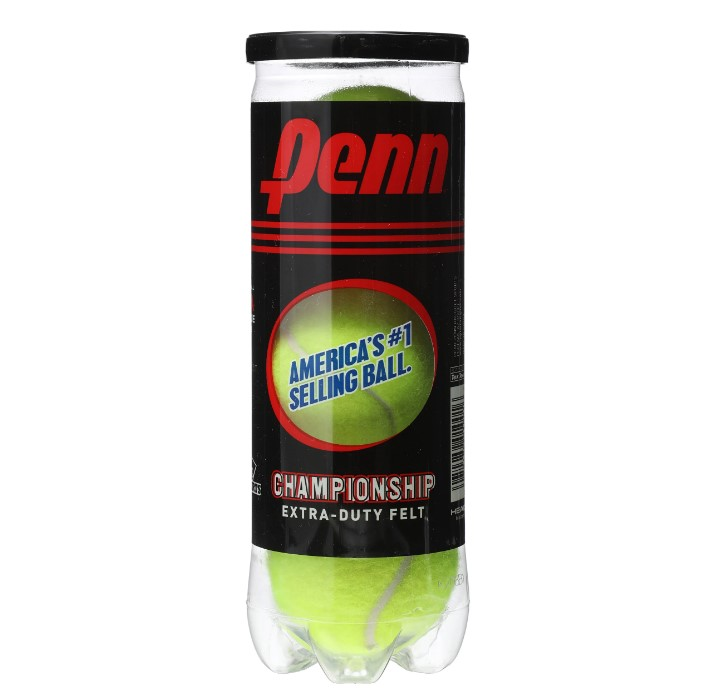 Penn
AMERICA'S #1
SELLING BALL.
CHAMPIONSHIP
EXTRA-DUTY FELT